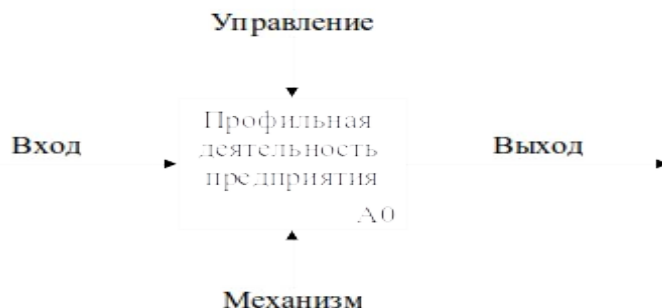 Управление
Вход
Профильная
деятельность
предприятия
А0
Выход
Механизм